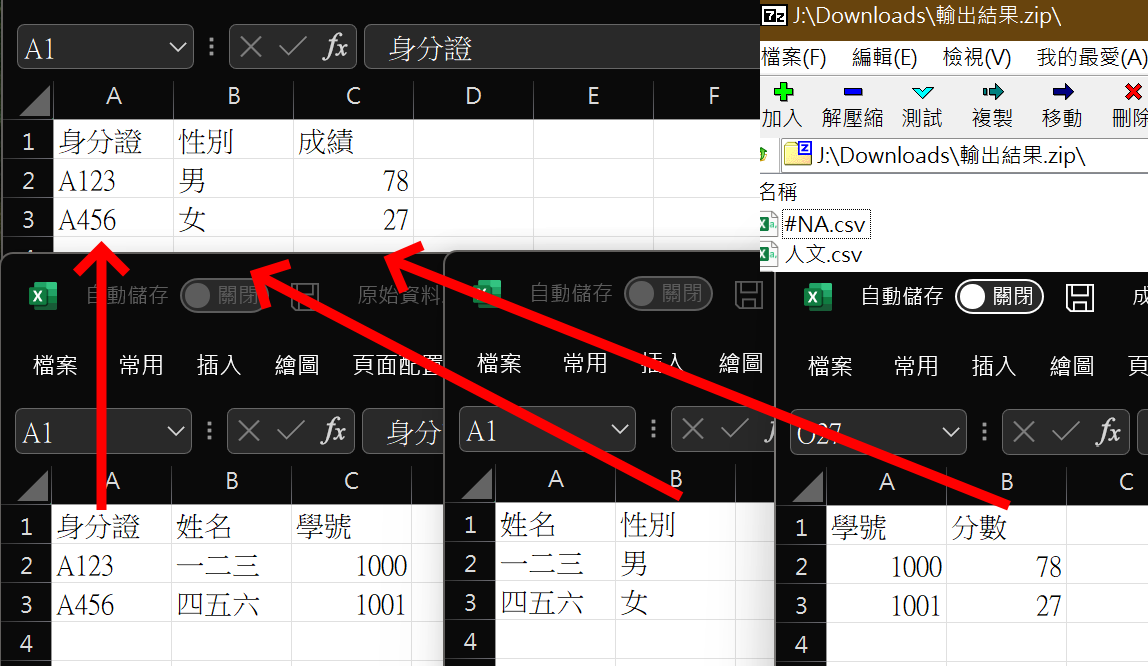 A1
fx
身分證
A B C D E F
1 身分證 性別 成績
2 A123 男 78
3 A456 女 27
J:\Downloads\輸出結果.zip\
檔案(F) 編輯(E) 檢視(V) 我的最愛(A)
加入 解壓縮 測試 複製 移動 刪除
J:\Downloads\輸出結果.zip\
名稱
#NA.csv
人文.csv
自動儲存 關閉 原始資料
檔案 常用 插入 繪圖 頁面配置
A1 fx 身分
A B C
1 身分證 姓名 學號
2 A123 一二三 1000
3 A456 四五六 1001
4
自動儲存 關閉
檔案 常用 插入 繪圖
A1
A B
1 姓名 性別
2 一二三 男
3 四五六 女
4
自動儲存 關閉
檔案 常用 插入 繪圖
O27 fx
A B C
1 學號 分數
2 1000 78
3 1001 27
4